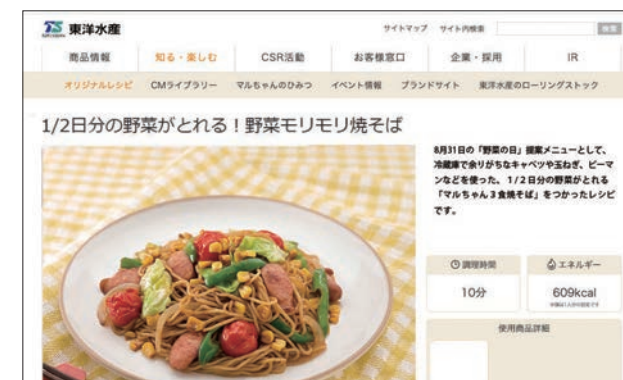 東洋水産
サイトマップ サイト内検索
商品情報 知る・楽しむ CSR活動 お客様窓口 企業・採用 IR
オリジナルレシピ CMライブラリー マルちゃんのひみつ イベント情報 ブランドサイト 東洋水産のローリングストック
1/2日分の野菜がとれる！野菜モリモリ焼そば
8月31日の「野菜の日」提案メニューとして、
冷蔵庫で余りがちなキャベツや玉ねぎ、ピーマ
ンなどを使った、1/2日分の野菜がとれる
「マルちゃん３食焼そば」をつかったレシピ
です。
調理時間 エネルギー
10分 609kcal
使用商品詳細